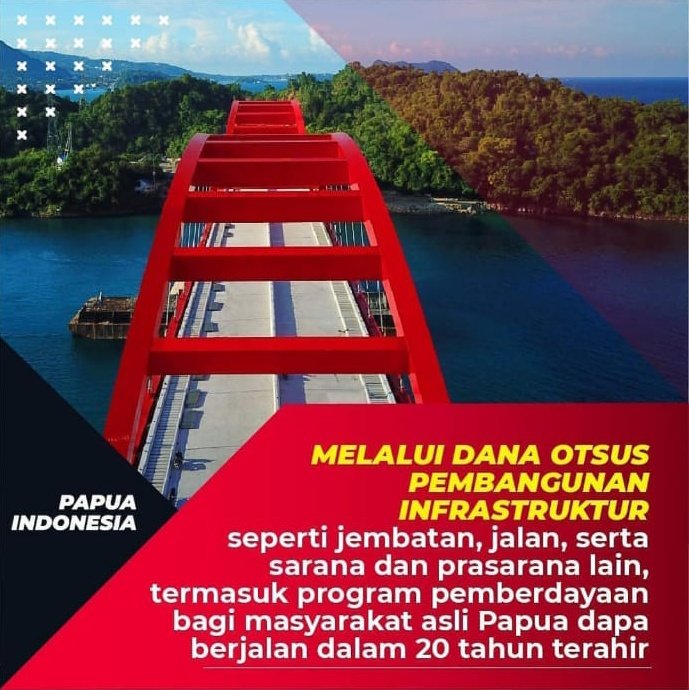 PAPUA
INDONESIA
MELALUI DANA OTSUS
PEMBANGUNAN
INFRASTRUKTUR
seperti jembatan, jalan, serta
sarana dan prasarana lain,
termasuk program pemberdayaan
bagi masyarakat asli Papua dapa
berjalan dalam 20 tahun terahir